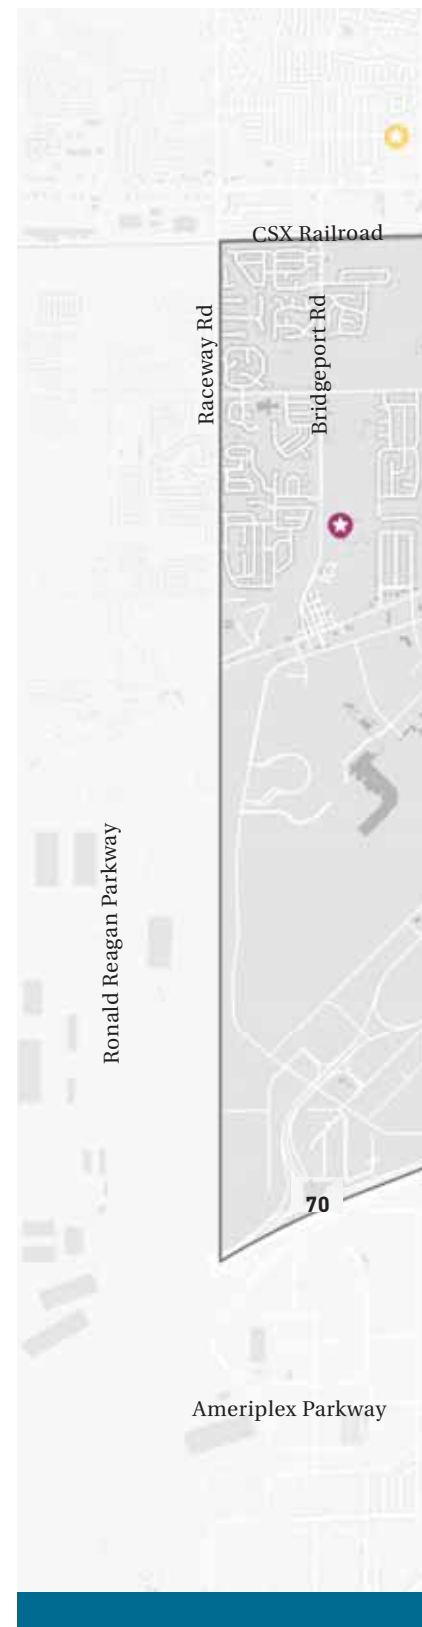 CSX Railroad
Raceway Rd
Bridgeport Rd
Ronald Reagan Parkway
70
Ameriplex Parkway